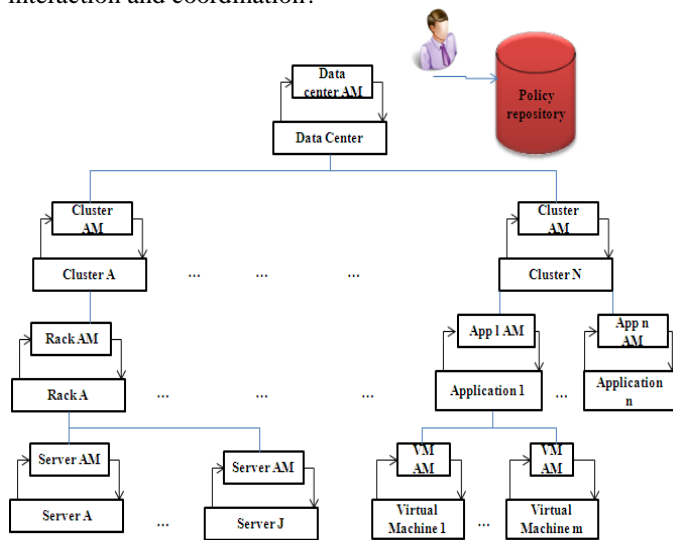 interaction and coordination?
Data
center AM
Data Center
Policy
repository
Cluster
AM
Cluster A
...
...
...
Cluster
AM
Cluster N
Rack AM
Rack A
...
...
...
App 1 AM
Application 1
...
App n
AM
Application
n
Server AM
Server A
...
Server AM
Server J
VM
AM
Virtual
Machine 1
...
VM
AM
Virtual
Machine m